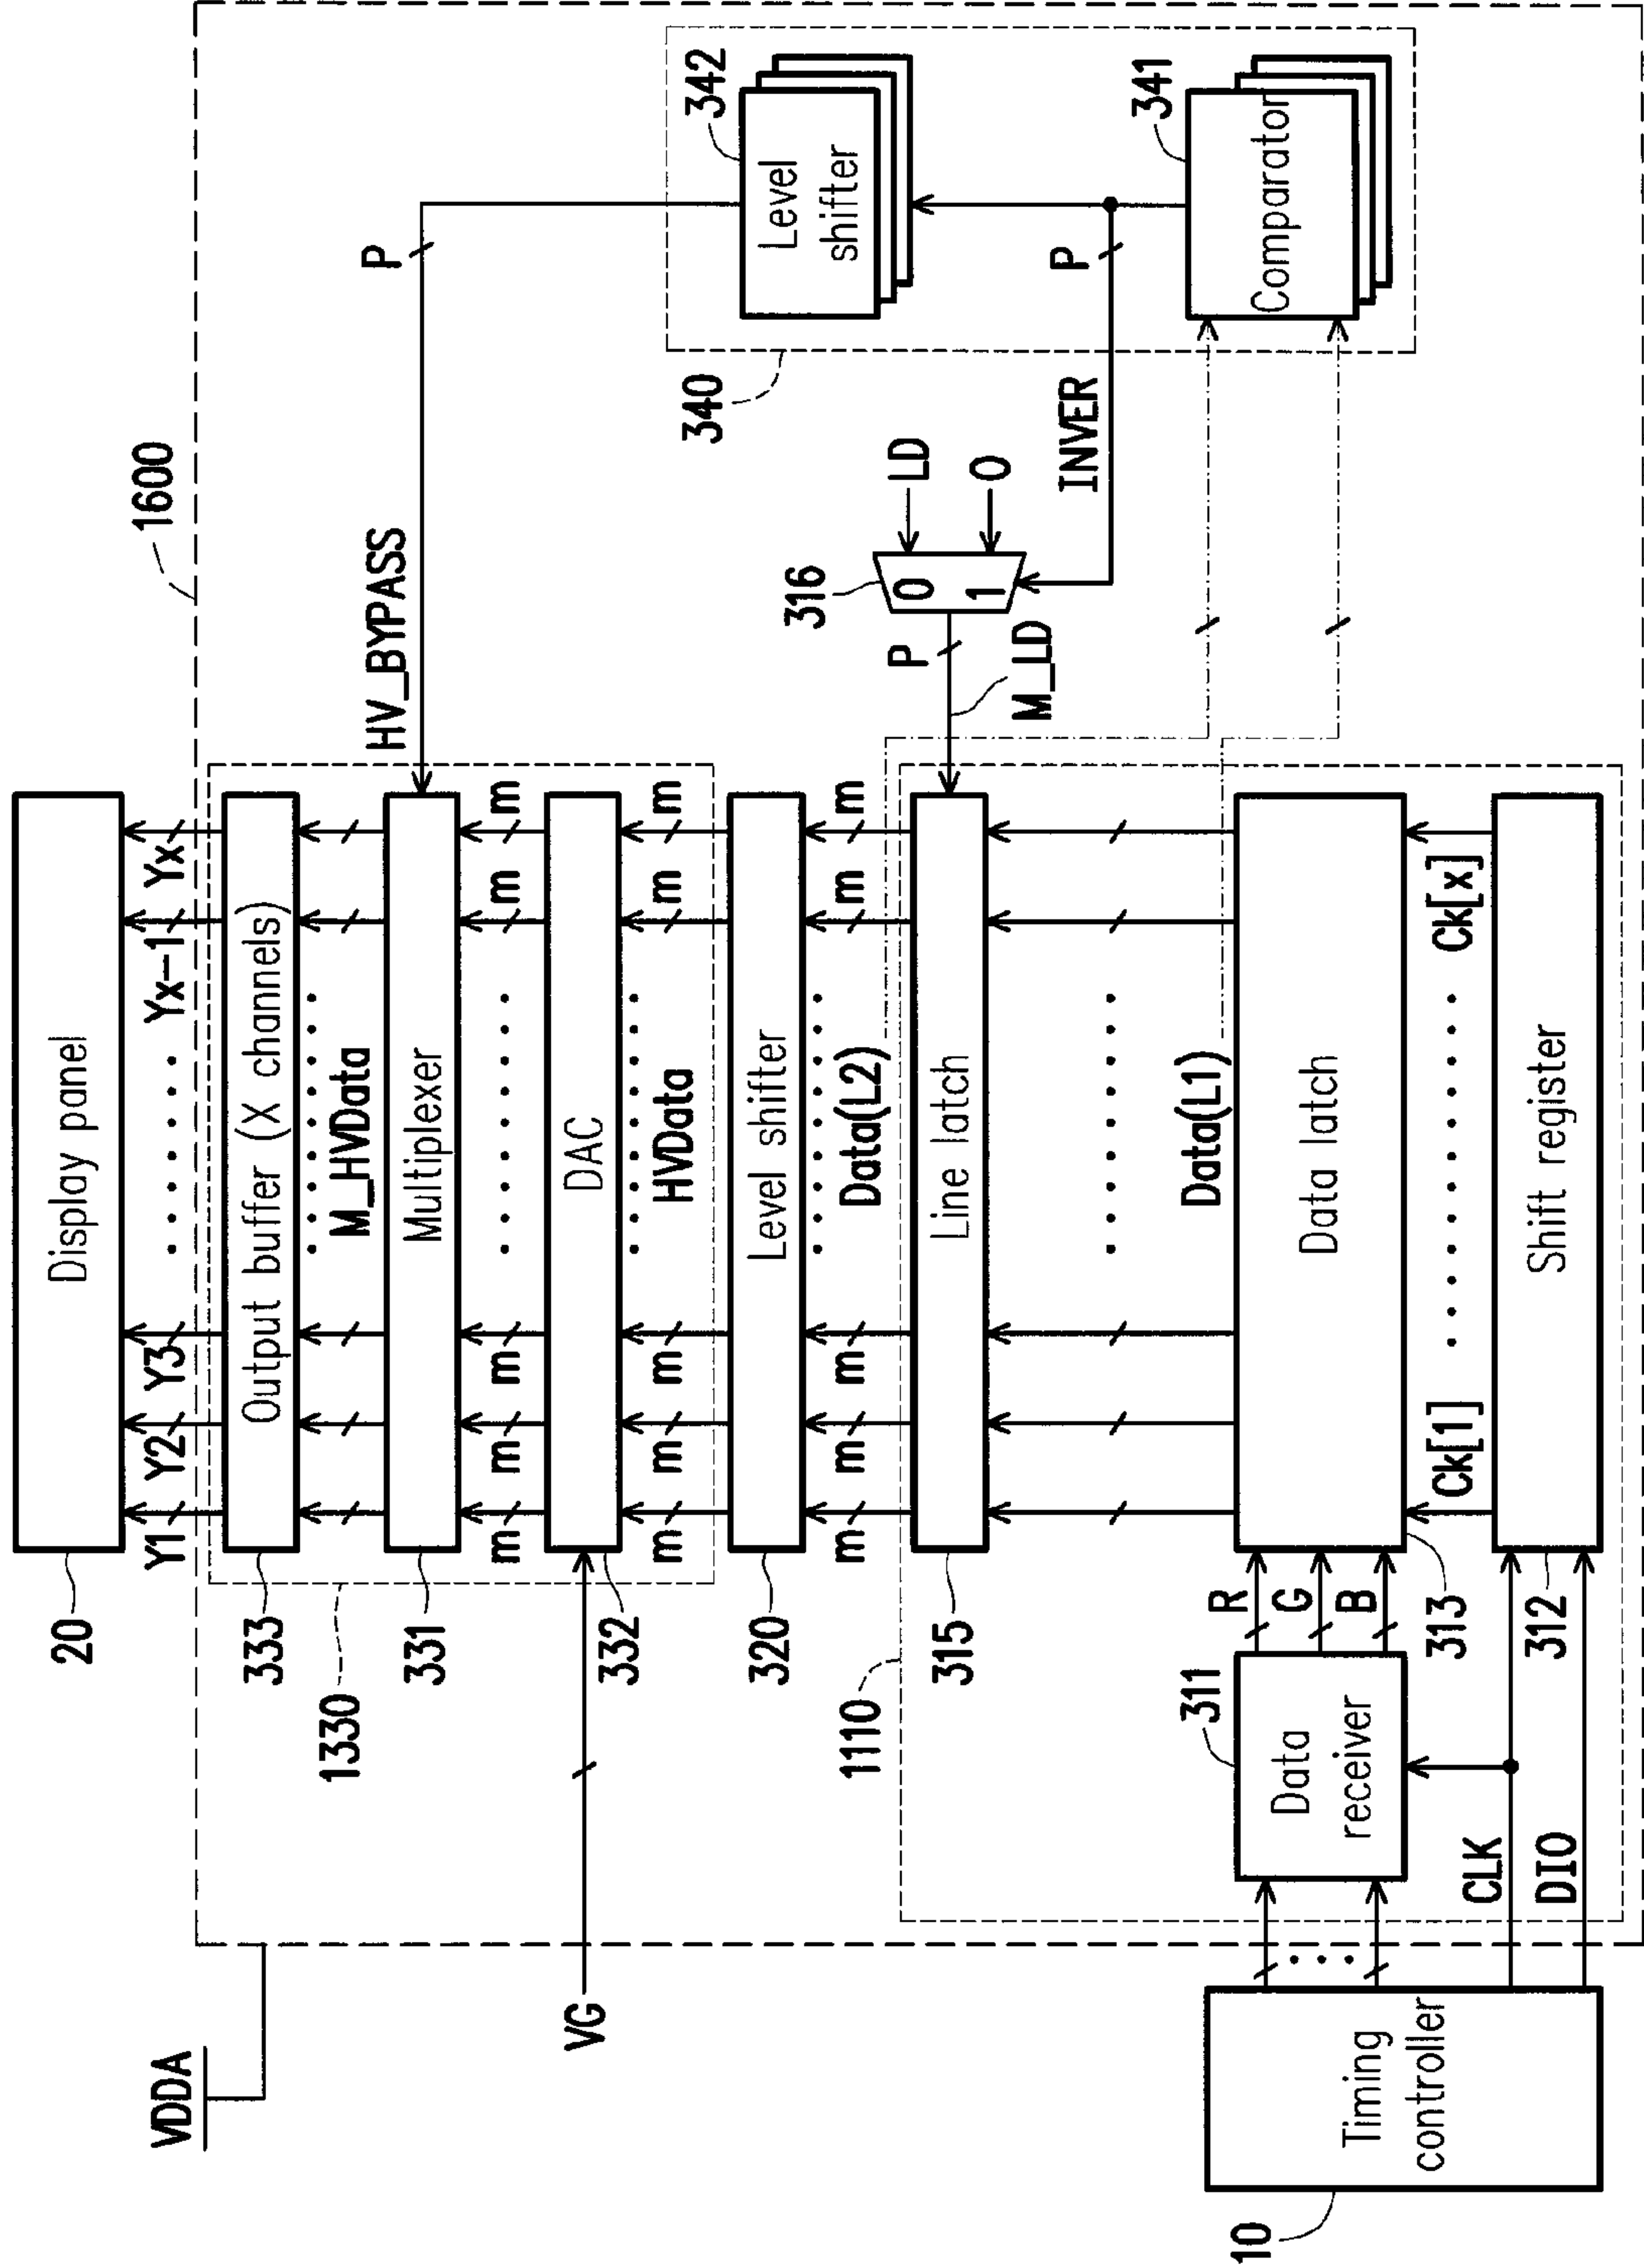 VDDA
1600
20
Display panel
Y1
Y2
Y3
Yx-1
Yx
333
Output buffer (X channels)
M_HVData
1330
331
Multiplexer
HV_BYPASS
P
m
m
m
m
m
VG
332
DAC
m
m
m
HVData
m
m
320
Level shifter
m
m
m
Data(L2)
m
m
1110
315
Line latch
M_LD
P
316
0
1
LD
0
340
342
Level
shifter
INVER
P
341
Comparator
Data(L1)
311
Data
receiver
R
G
B
313
Data latch
Ck[1]
Ck[x]
312
Shift register
CLK
DIO
10
Timing
controller